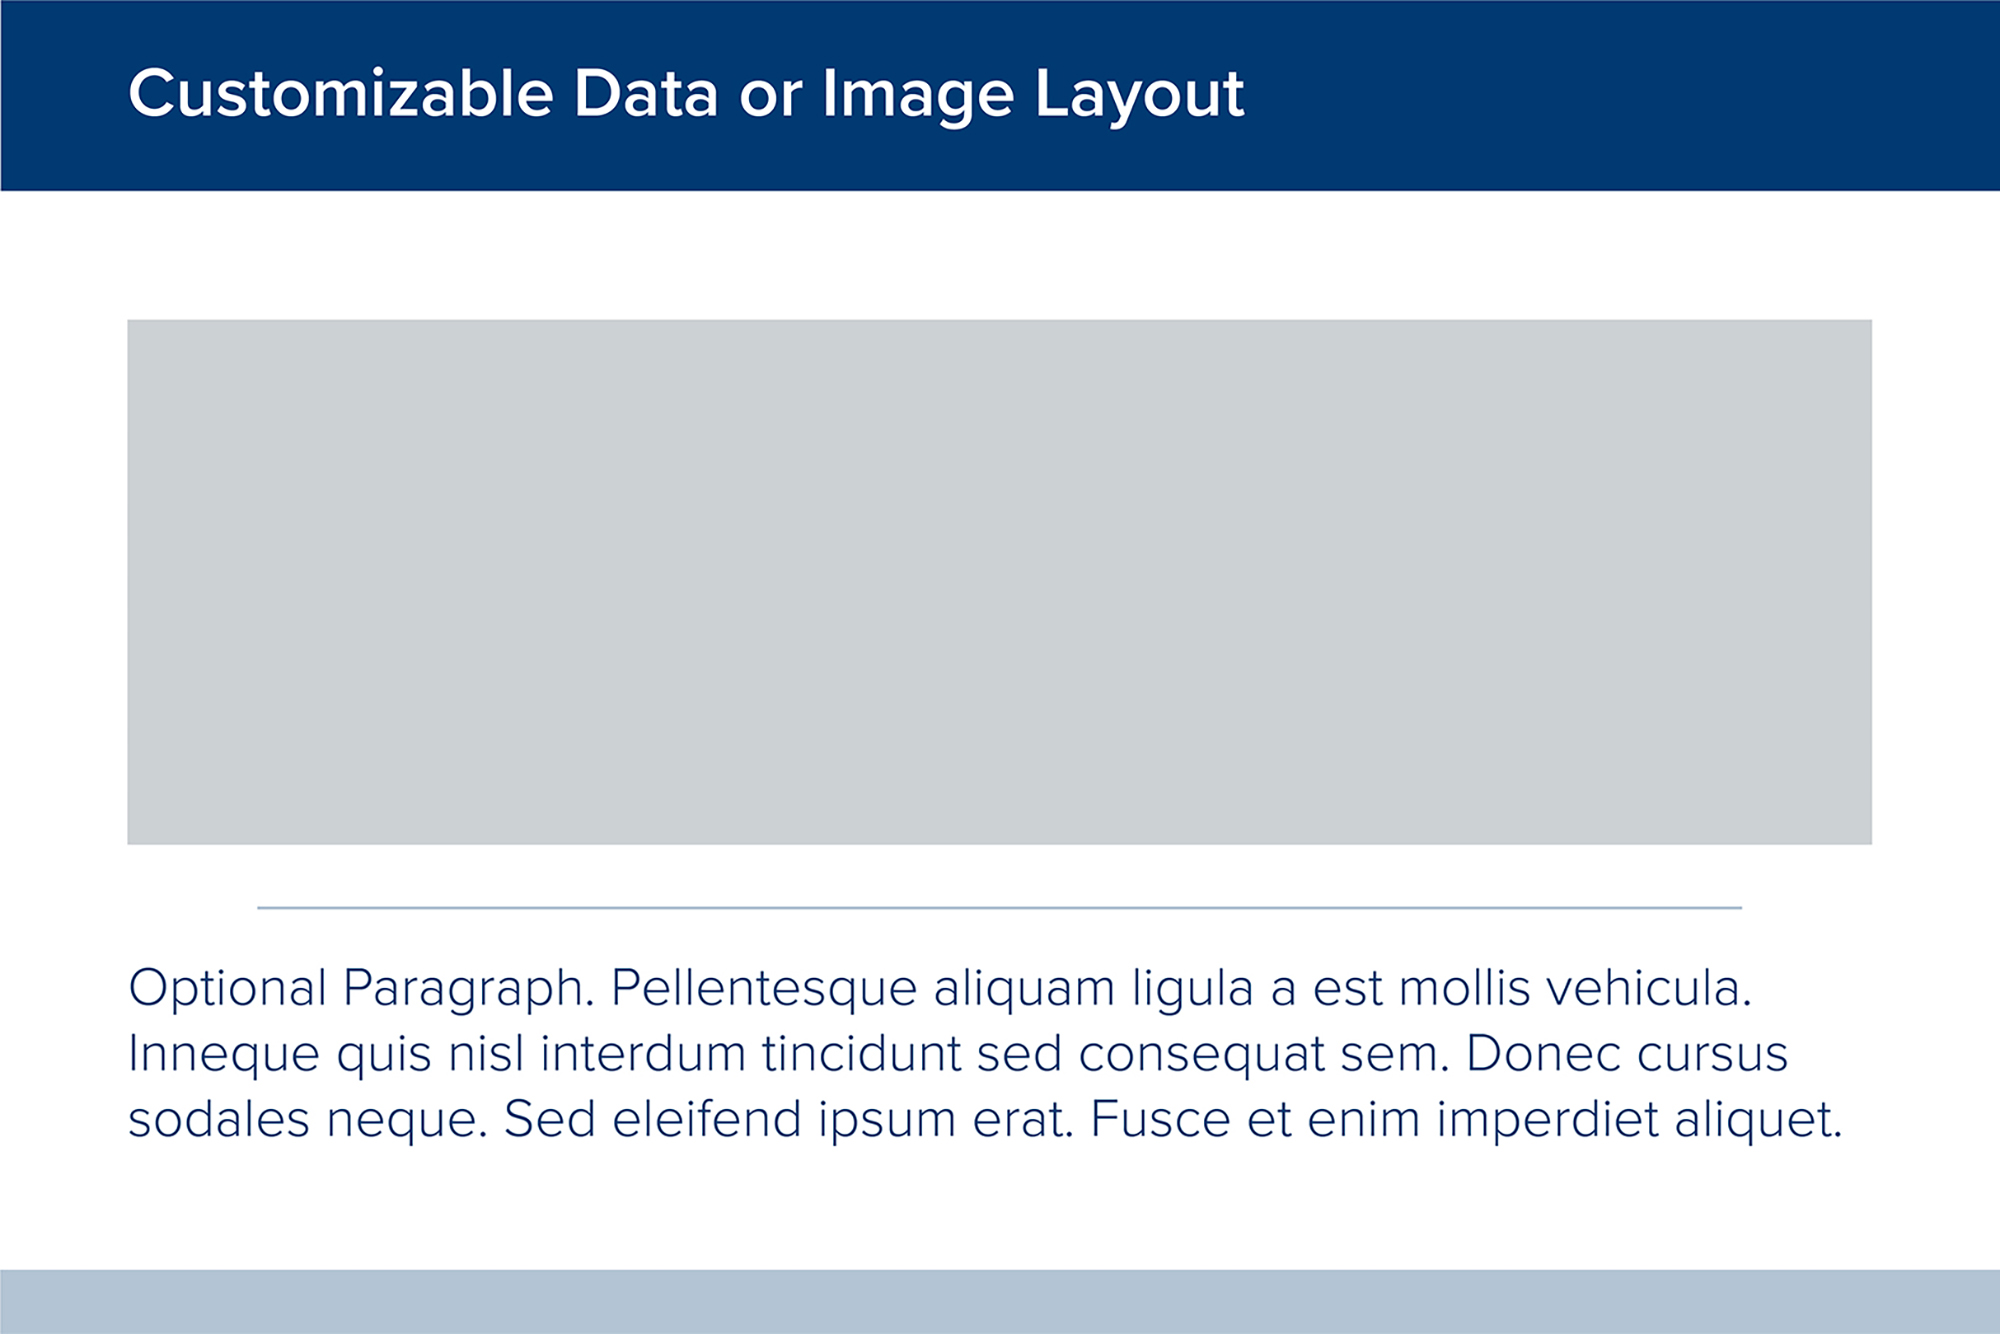 Customizable Data or Image Layout
Optional Paragraph. Pellentesque aliquam ligula a est mollis vehicula.
Inneque quis nisl interdum tincidunt sed consequat sem. Donec cursus
sodales neque. Sed eleifend ipsum erat. Fusce et enim imperdiet aliquet.